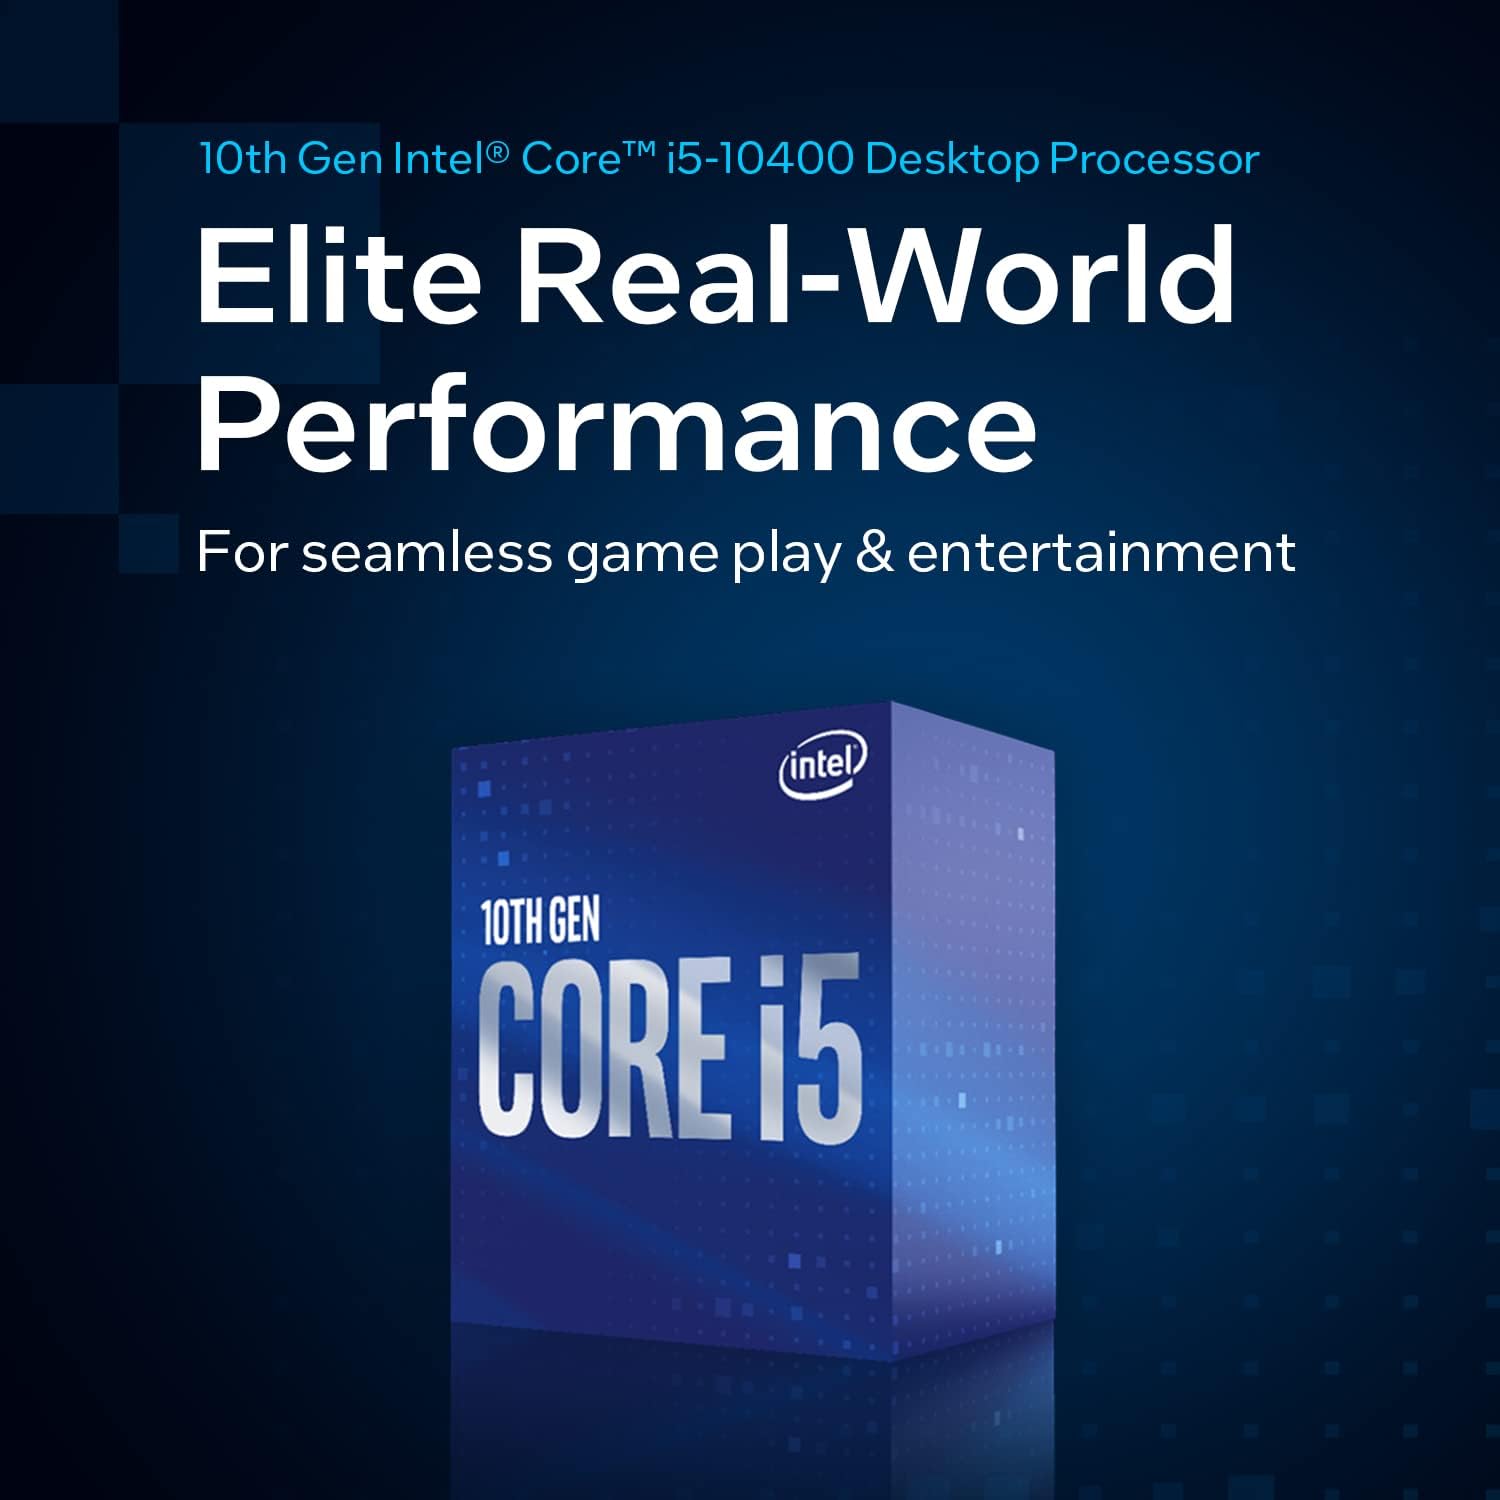 10th Gen Intel® Core™ i5-10400 Desktop Processor
Elite Real-World
Performance
For seamless game play & entertainment
intel
10TH GEN
CORE i5